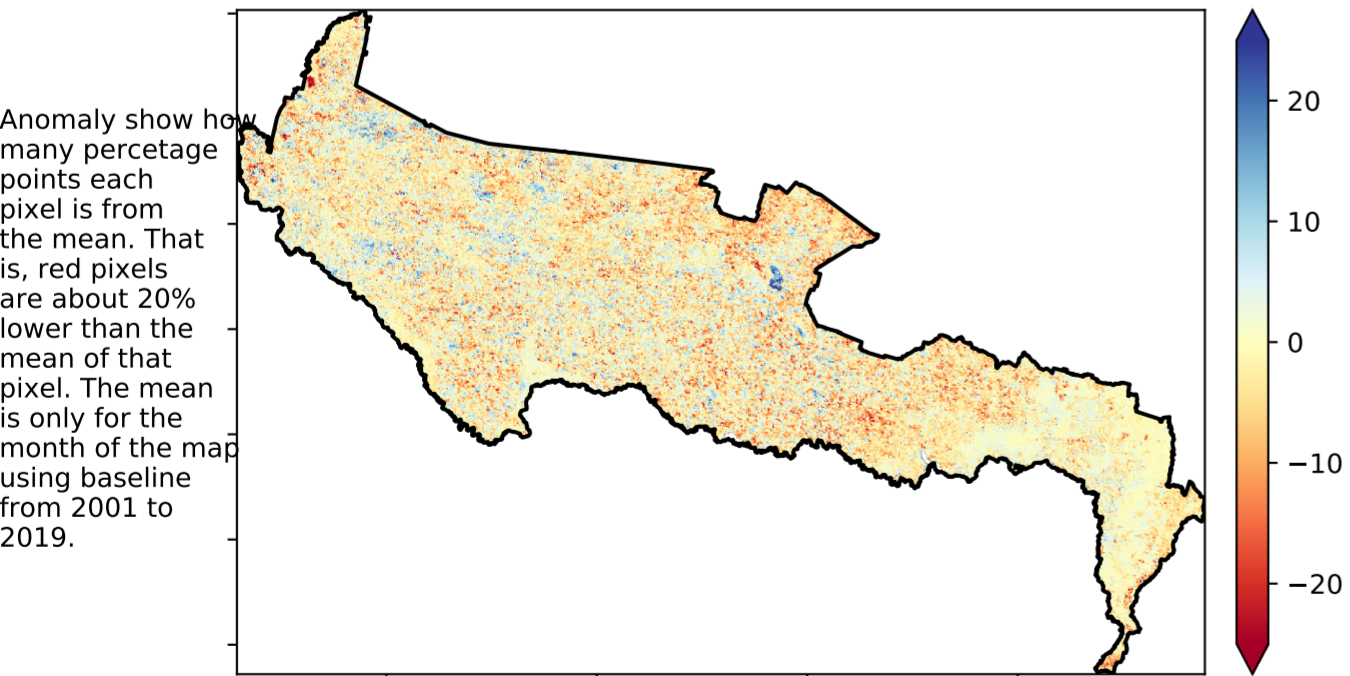 Anomaly show how
many percetage
points each
pixel is from
the mean. That
is, red pixels
are about 20%
lower than the
mean of that
pixel. The mean
is only for the
month of the map
using baseline
from 2001 to
2019.
20
10
0
−10
−20